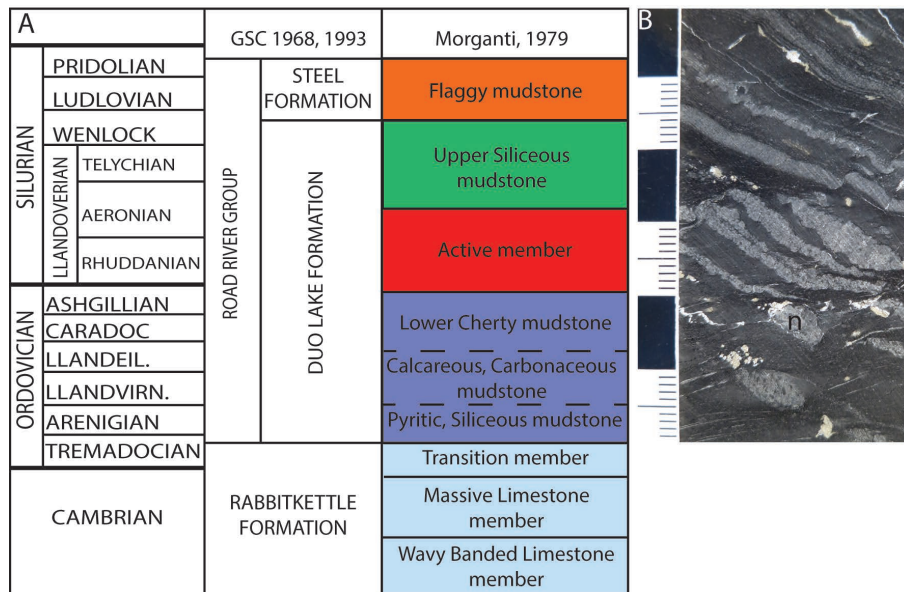 A
GSC 1968, 1993
Morganti, 1979
SILURIAN
PRIDOLIAN
LUDLOVIAN
WENLOCK
LLANDOVERIAN
TELYCHIAN
AERONIAN
RHUDDANIAN
ORDOVICIAN
ASHGILLIAN
CARADOC
LLANDEIL.
LLANDVIRN.
ARENIGIAN
TREMADOCIAN
CAMBRIAN
ROAD RIVER GROUP
STEEL
FORMATION
DUO LAKE FORMATION
RABBITKETTLE
FORMATION
Flaggy mudstone
Upper Siliceous
mudstone
Active member
Lower Cherty mudstone
Calcareous, Carbonaceous
mudstone
Pyritic, Siliceous mudstone
Transition member
Massive Limestone
member
Wavy Banded Limestone
member
B
n